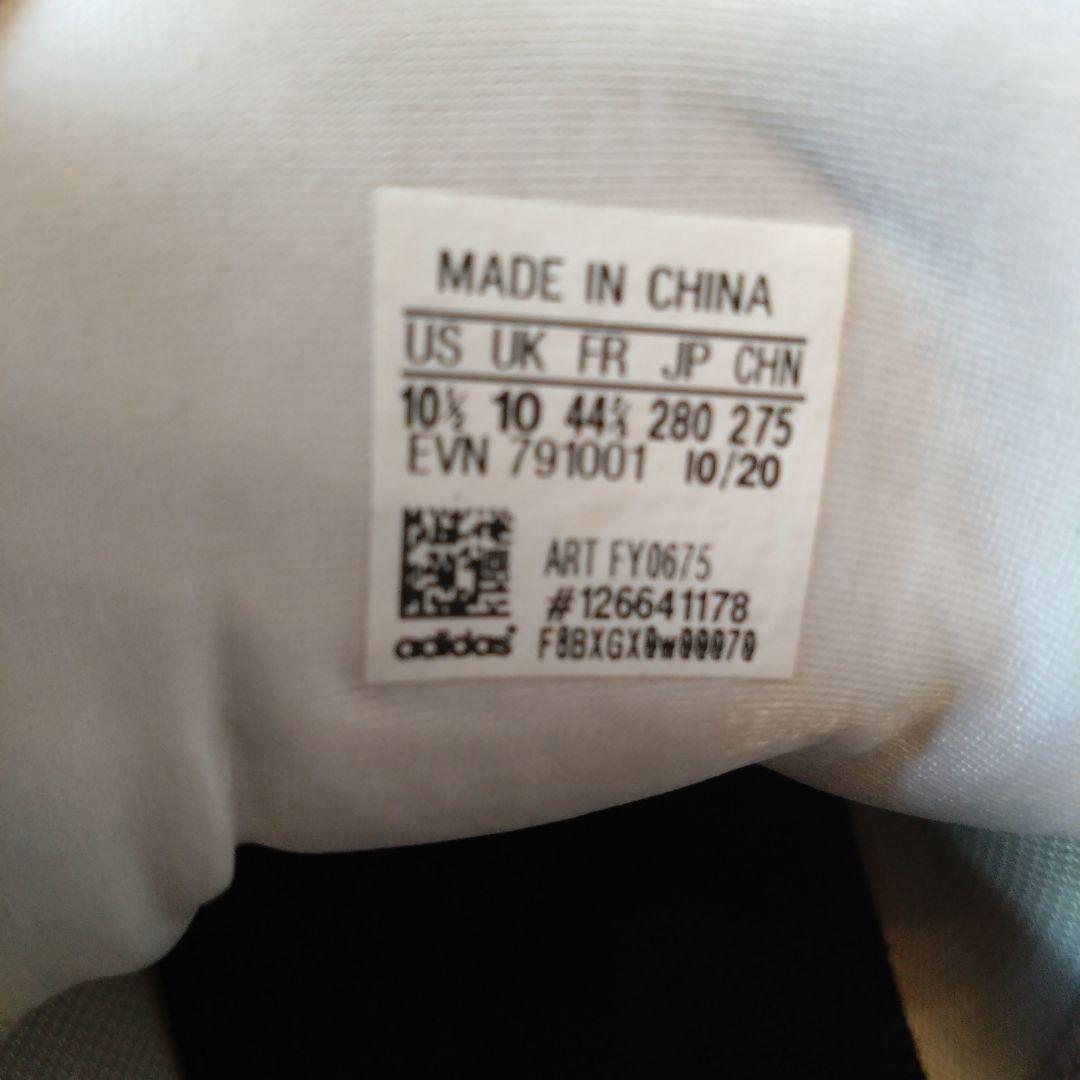 MADE IN CHINA
US UK FR JP CHN
10½ 10 44⅔ 280 275
EVN 791001 10/20
ART FY0675
#126641178
adidas F8BXGX0w00070